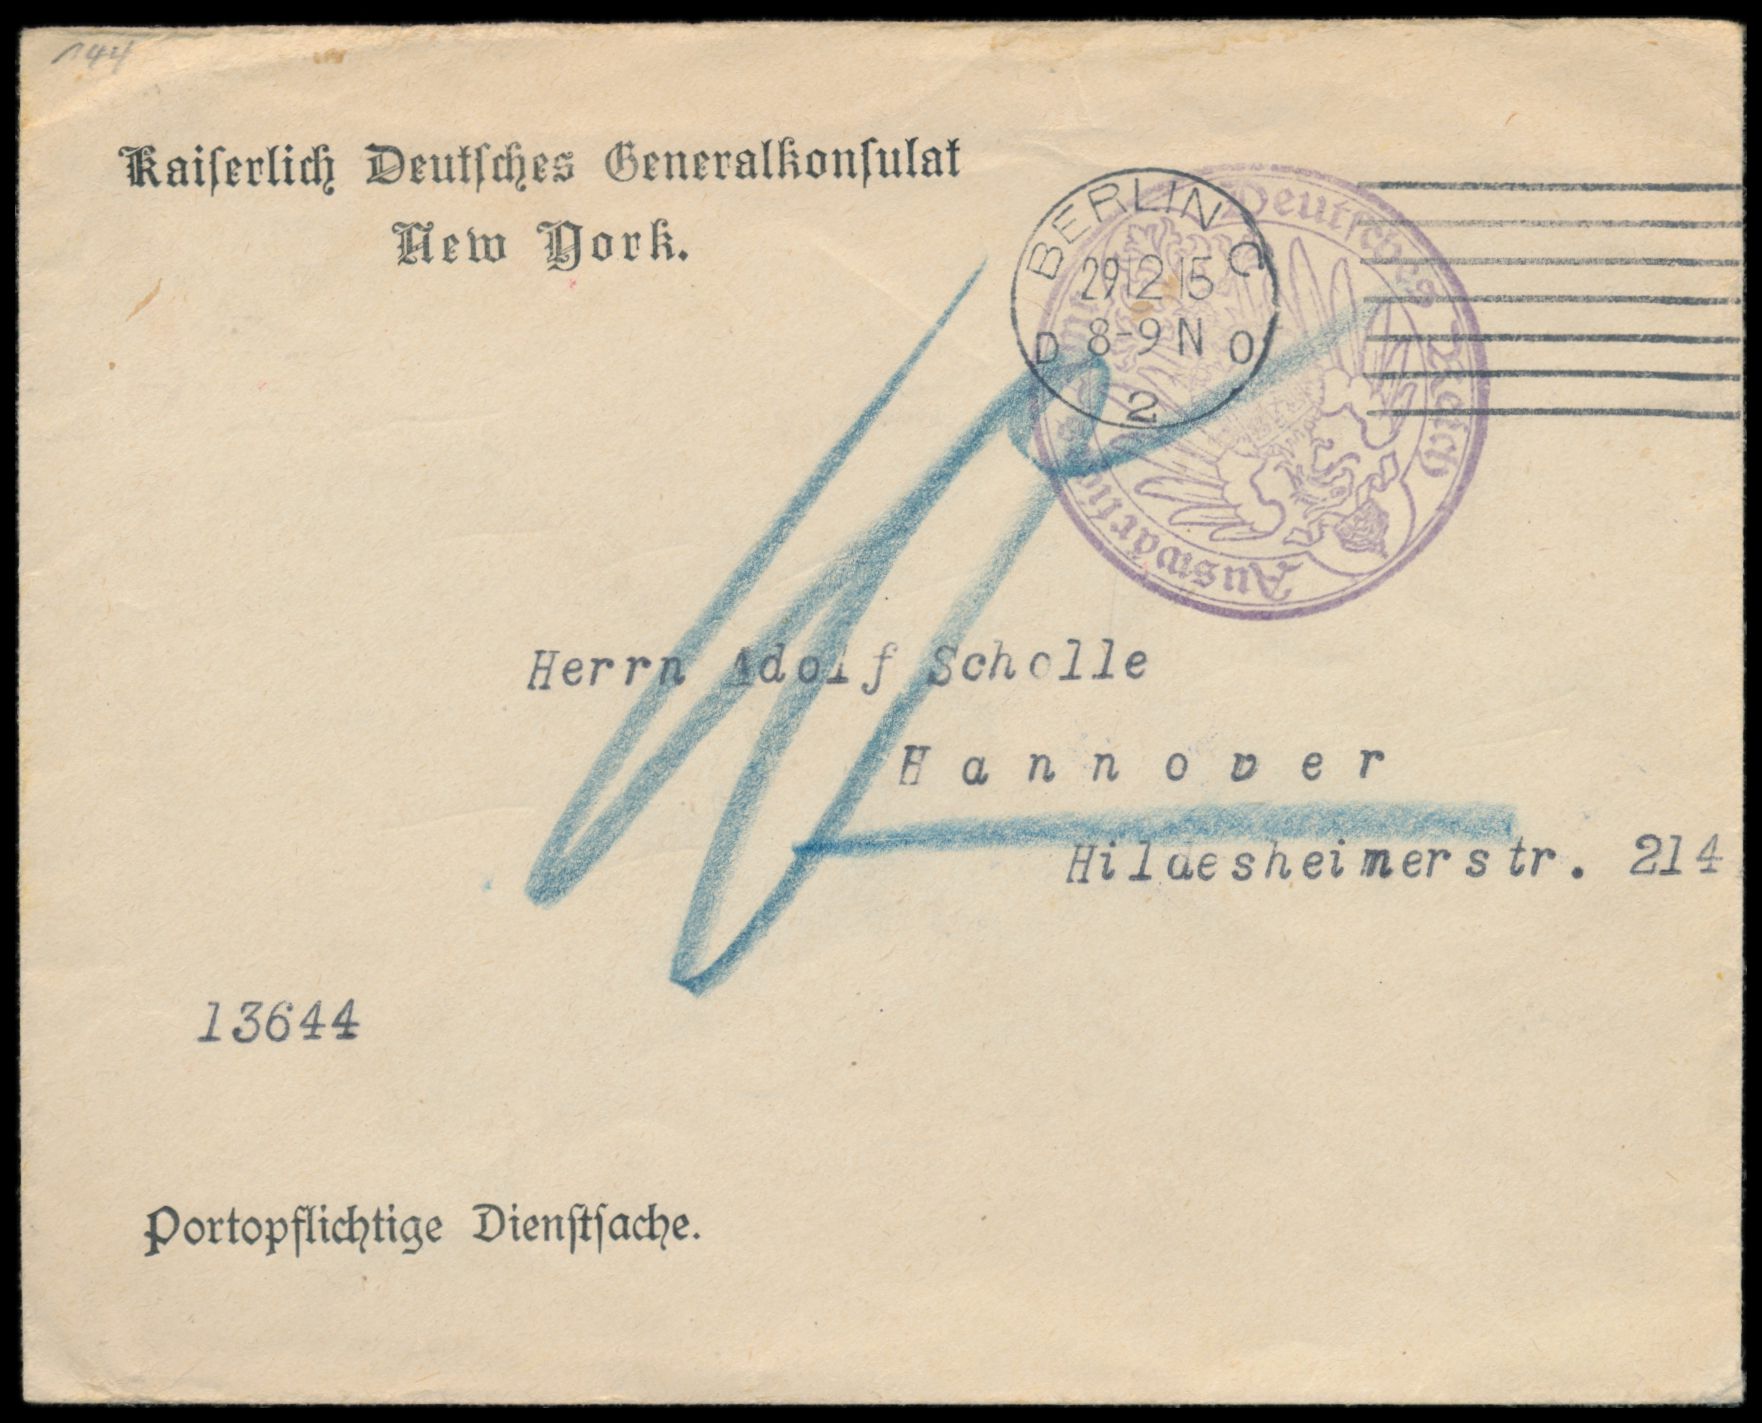 144
Kaiserlich Deutsches Generalkonsulat
New York.
BERLIN C
29.12.15
8-9 N
D O
2
Deutsches Reich
Auswärtiges Amt
Herrn Adolf Scholle
Hannover
Hildesheimerstr. 214
13644
Portopflichtige Dienstsache.